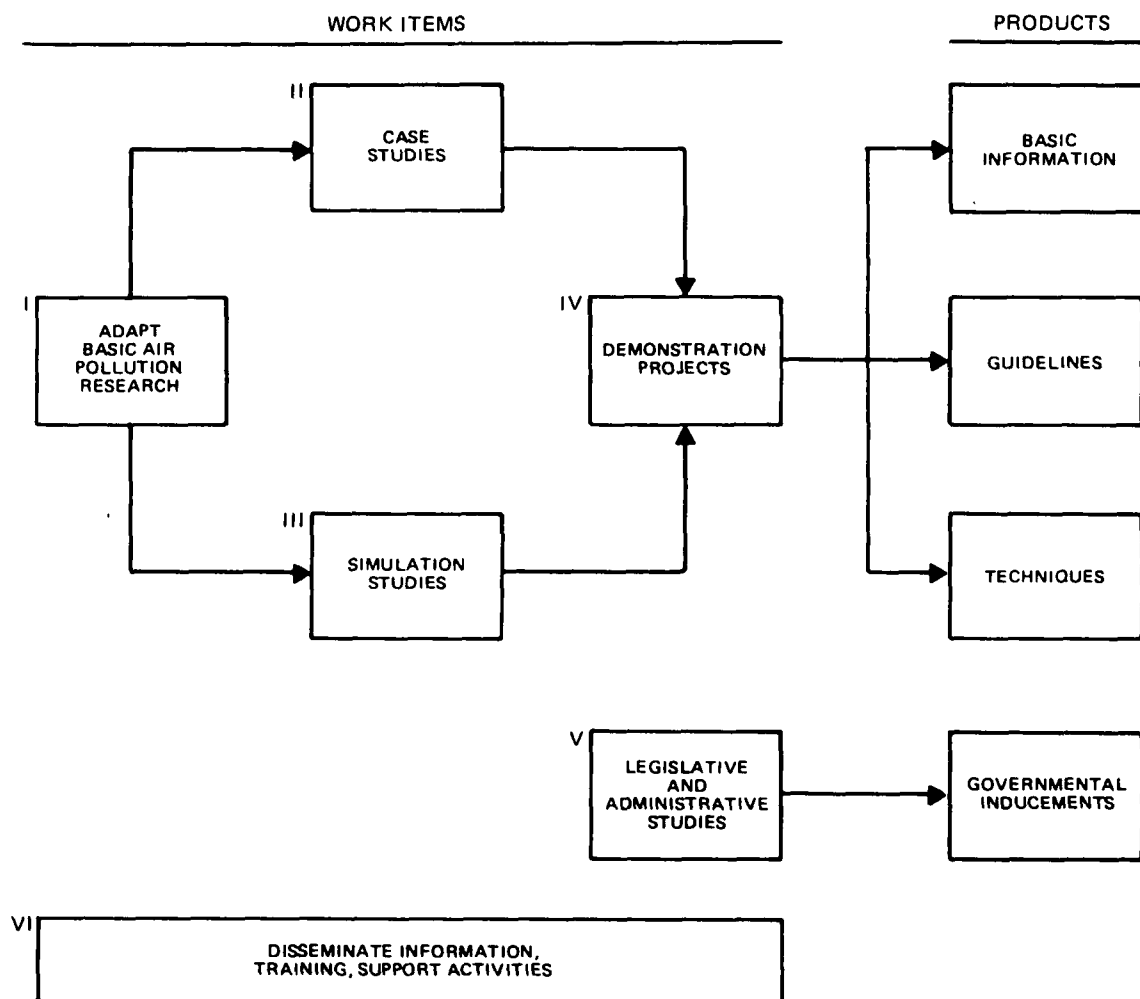 WORK ITEMS
PRODUCTS
II
CASE
STUDIES
BASIC
INFORMATION
I
ADAPT
BASIC AIR
POLLUTION
RESEARCH
IV
DEMONSTRATION
PROJECTS
GUIDELINES
III
SIMULATION
STUDIES
TECHNIQUES
V
LEGISLATIVE
AND
ADMINISTRATIVE
STUDIES
GOVERNMENTAL
INDUCEMENTS
VI
DISSEMINATE INFORMATION,
TRAINING, SUPPORT ACTIVITIES